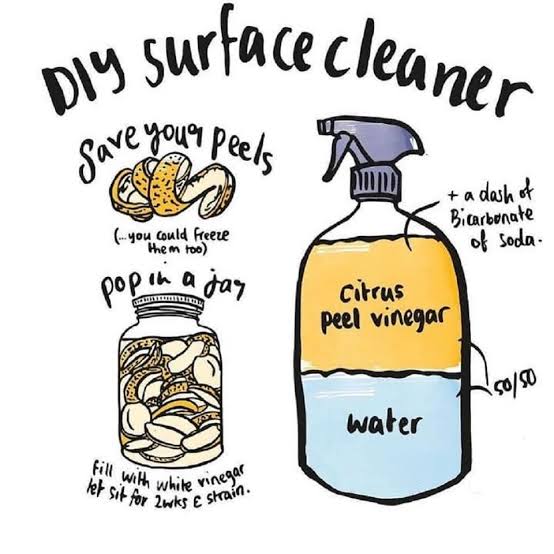 DIY surface cleaner
Save your peels
(...you could freeze
them too)
pop in a jar
fill with white vinegar
let sit for 2wks & strain.
+ a dash of
Bicarbonate
of soda.
Citrus
peel vinegar
50/50
water